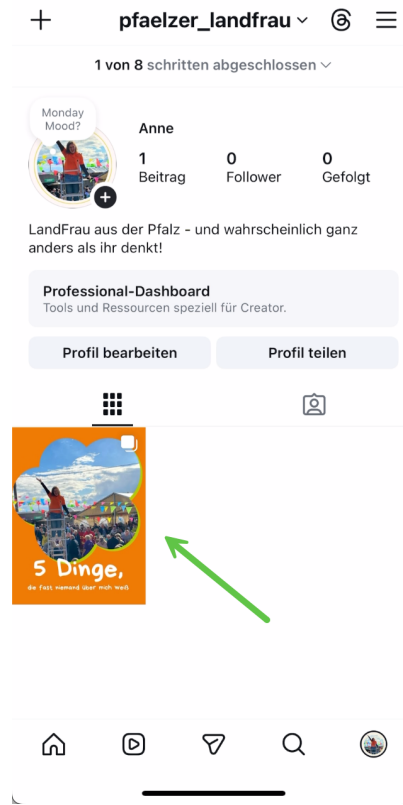 pfaelzer_landfrau
1 von 8 schritten abgeschlossen
Monday
Mood?
Anne
1
Beitrag
0
Follower
0
Gefolgt
LandFrau aus der Pfalz - und wahrscheinlich ganz
anders als ihr denkt!
Professional-Dashboard
Tools und Ressourcen speziell für Creator.
Profil bearbeiten
Profil teilen
5 Dinge,
die fast niemand über mich weiß